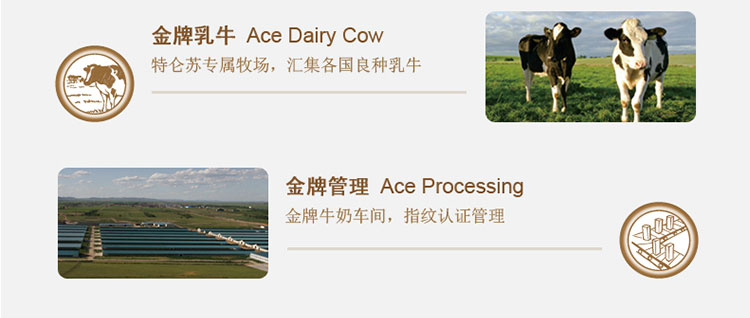 金牌乳牛 Ace Dairy Cow
特仑苏专属牧场，汇集各国良种乳牛
金牌管理 Ace Processing
金牌牛奶车间，指纹认证管理